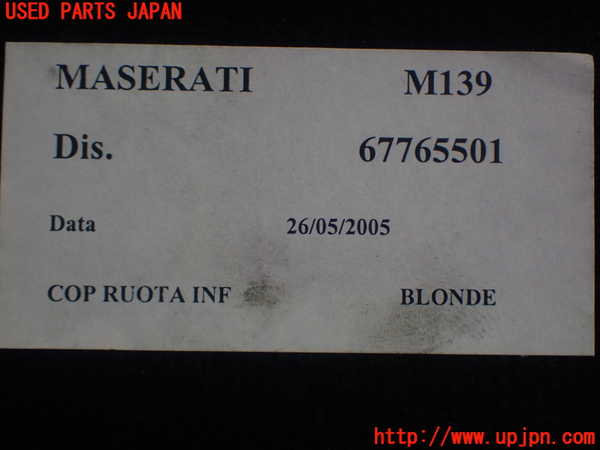 USED PARTS JAPAN
MASERATI M139
Dis. 67765501
Data 26/05/2005
COP RUOTA INF BLONDE
http://www.upjpn.com/